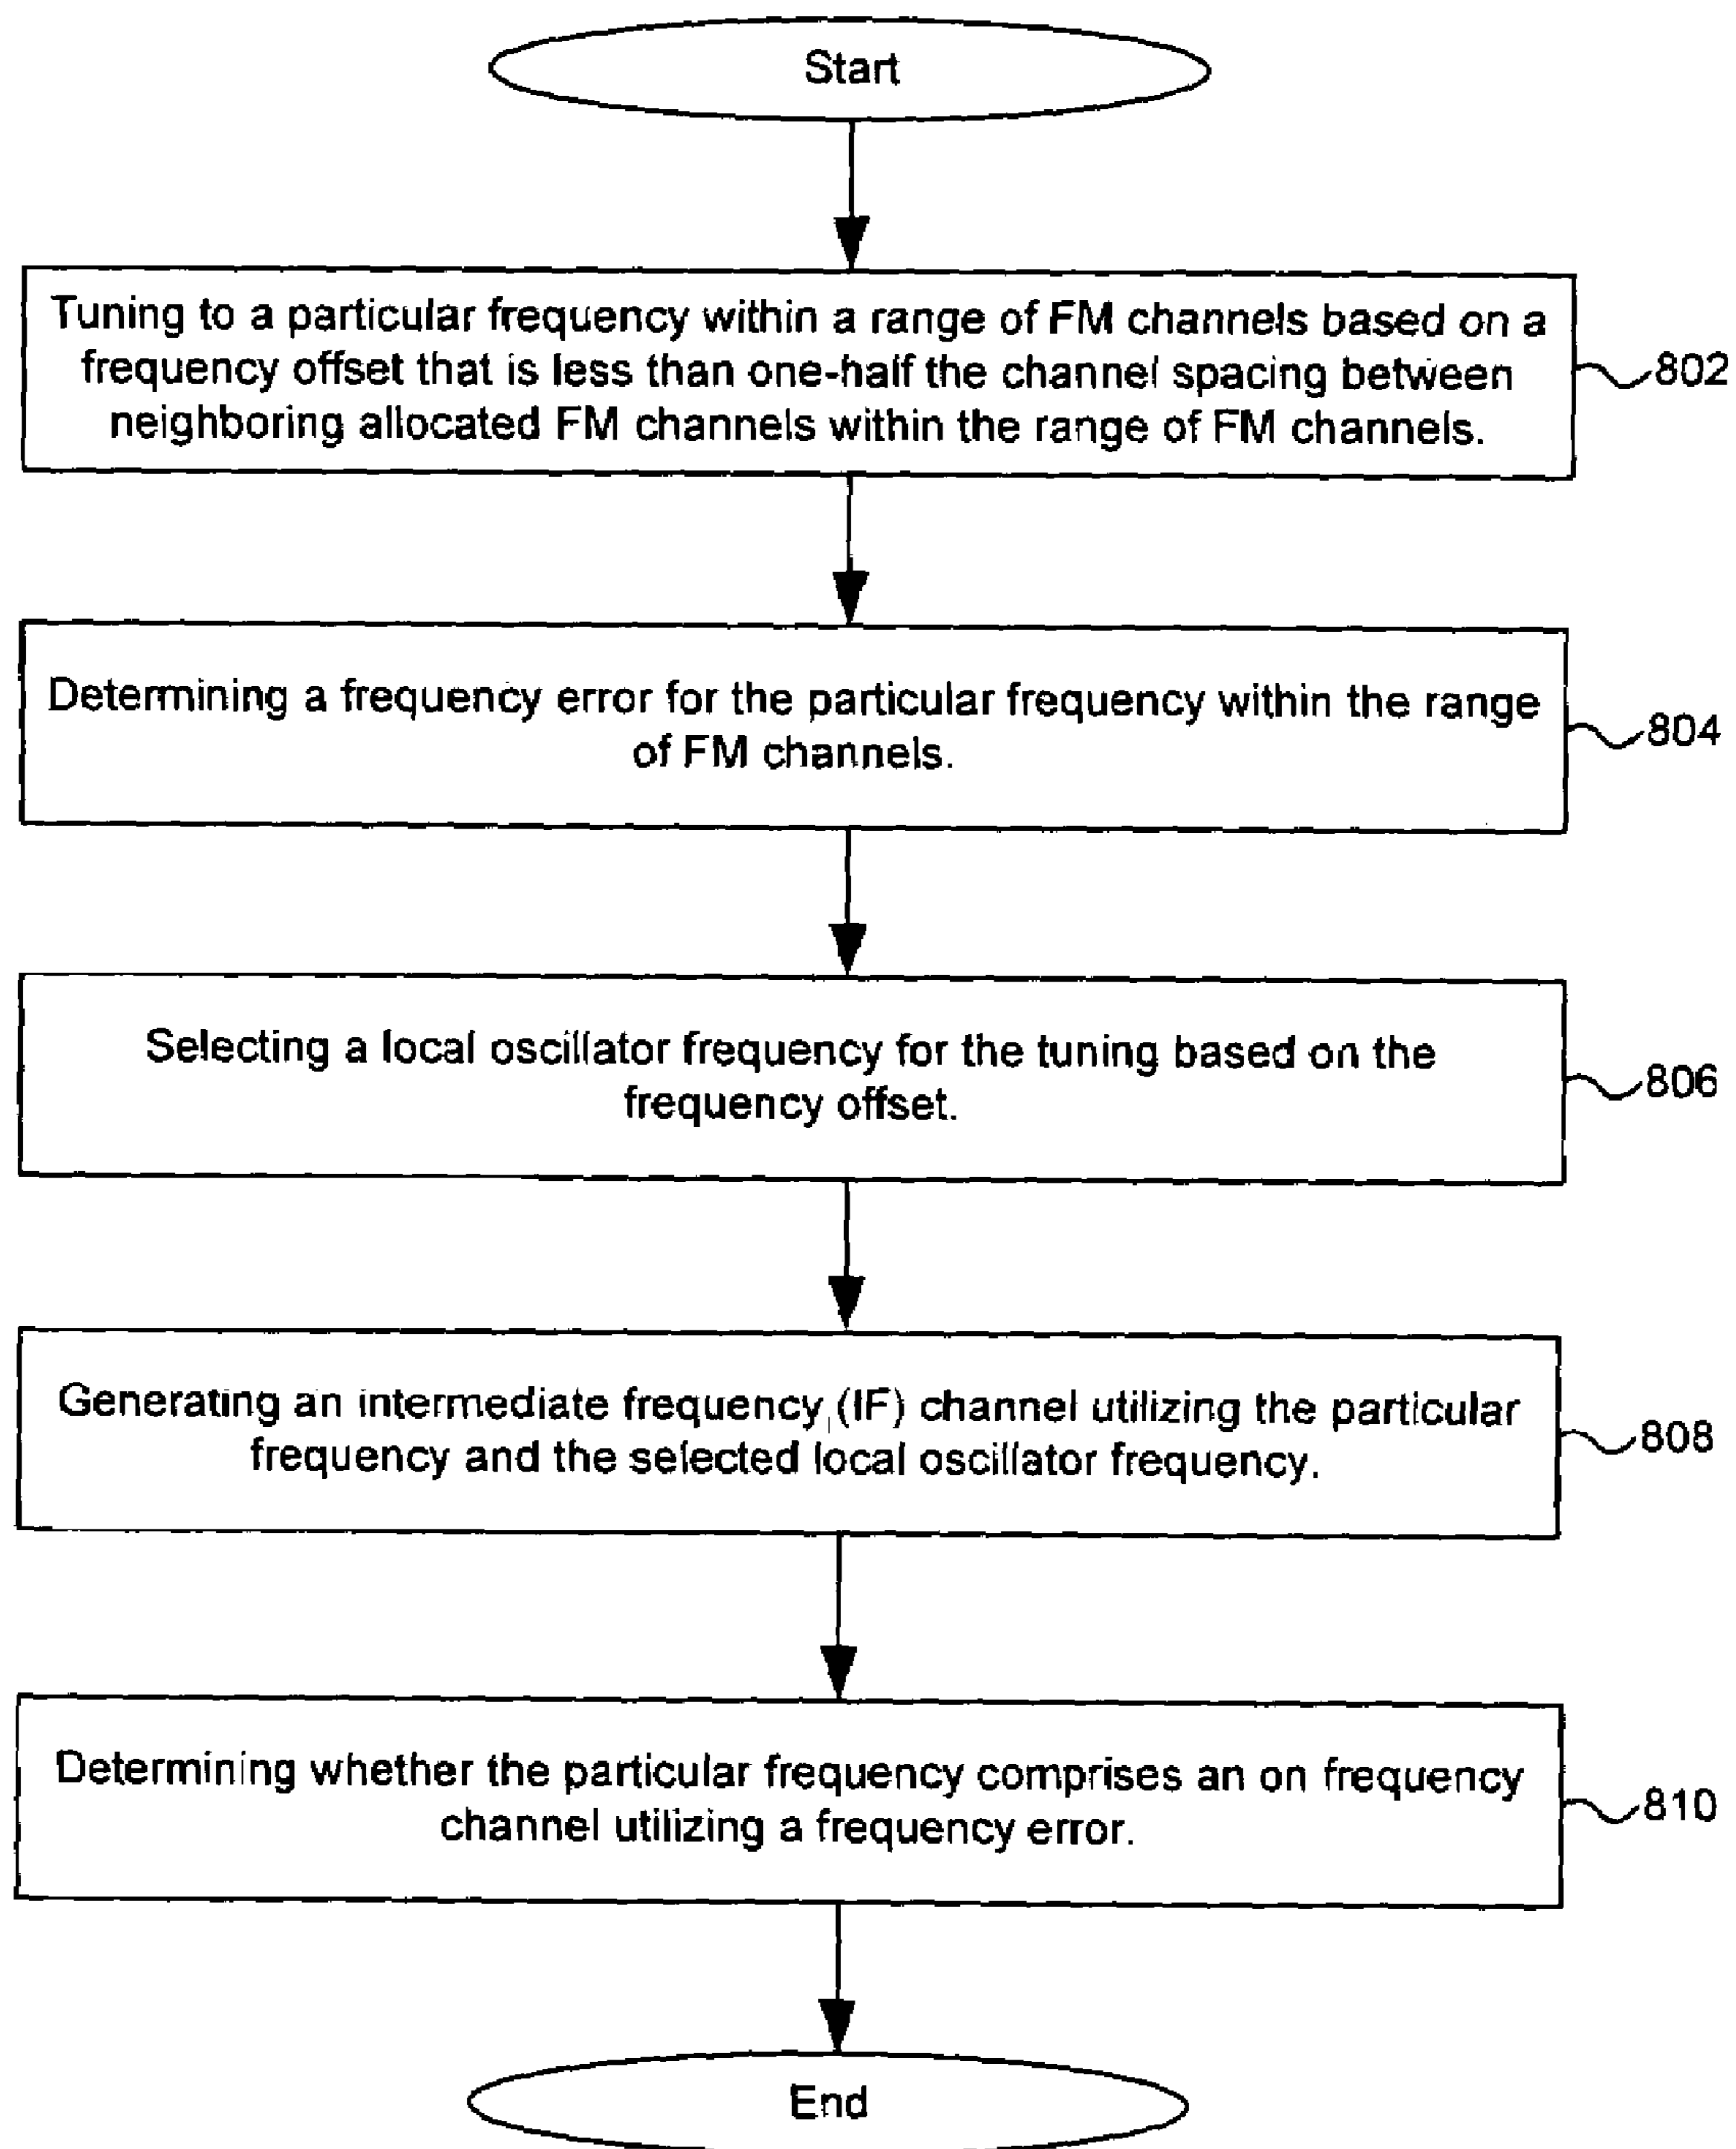 Start
Tuning to a particular frequency within a range of FM channels based on a
frequency offset that is less than one-half the channel spacing between
neighboring allocated FM channels within the range of FM channels.
802
Determining a frequency error for the particular frequency within the range
of FM channels.
804
Selecting a local oscillator frequency for the tuning based on the
frequency offset.
806
Generating an intermediate frequency (IF) channel utilizing the particular
frequency and the selected local oscillator frequency.
808
Determining whether the particular frequency comprises an on frequency
channel utilizing a frequency error.
810
End